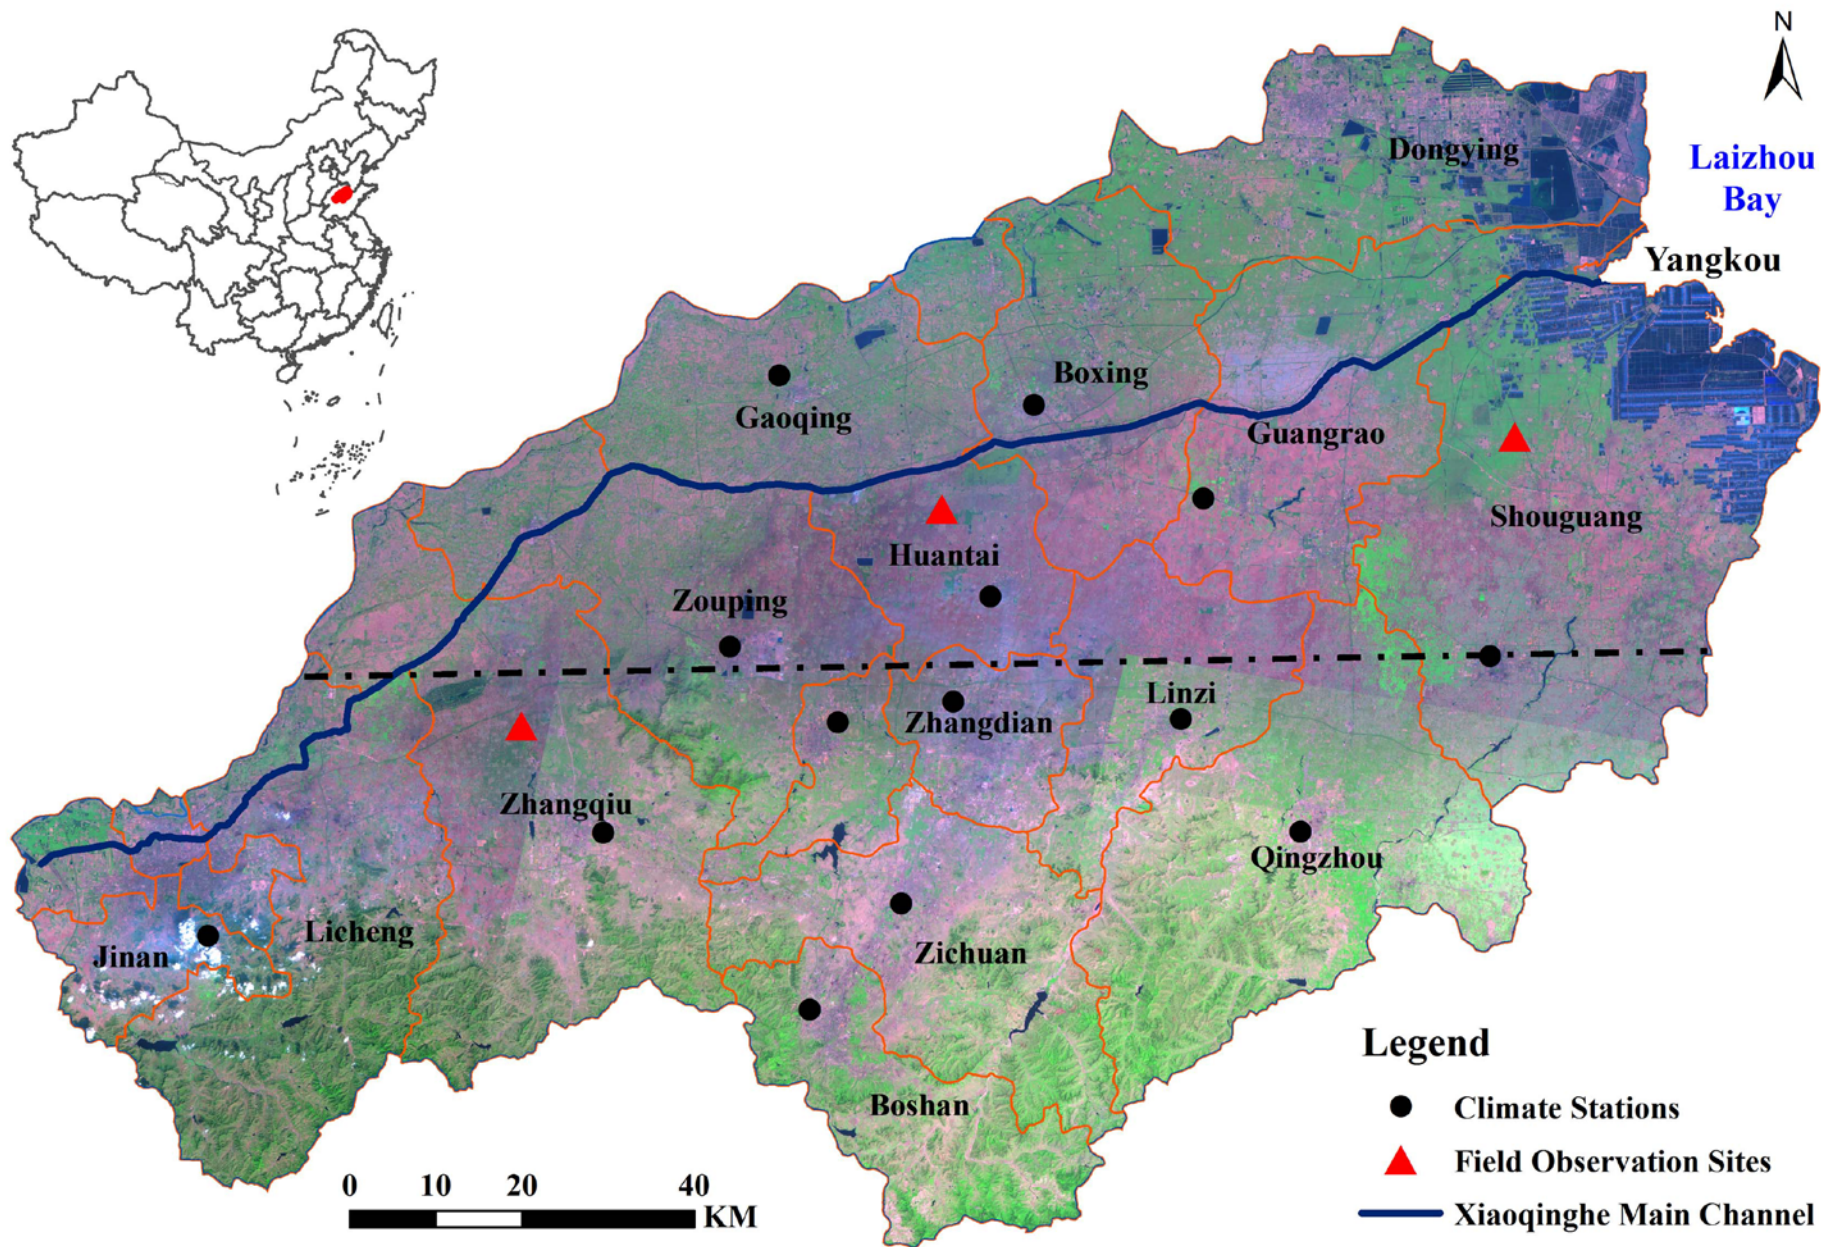 N
Dongying
Laizhou
Bay
Yangkou
Boxing
Gaoqing
Guangrao
Shouguang
Huantai
Zouping
Linzi
Zhangdian
Zhangqiu
Qingzhou
Licheng
Jinan
Zichuan
Boshan
Legend
Climate Stations
Field Observation Sites
Xiaoqinghe Main Channel
0 10 20 40
KM